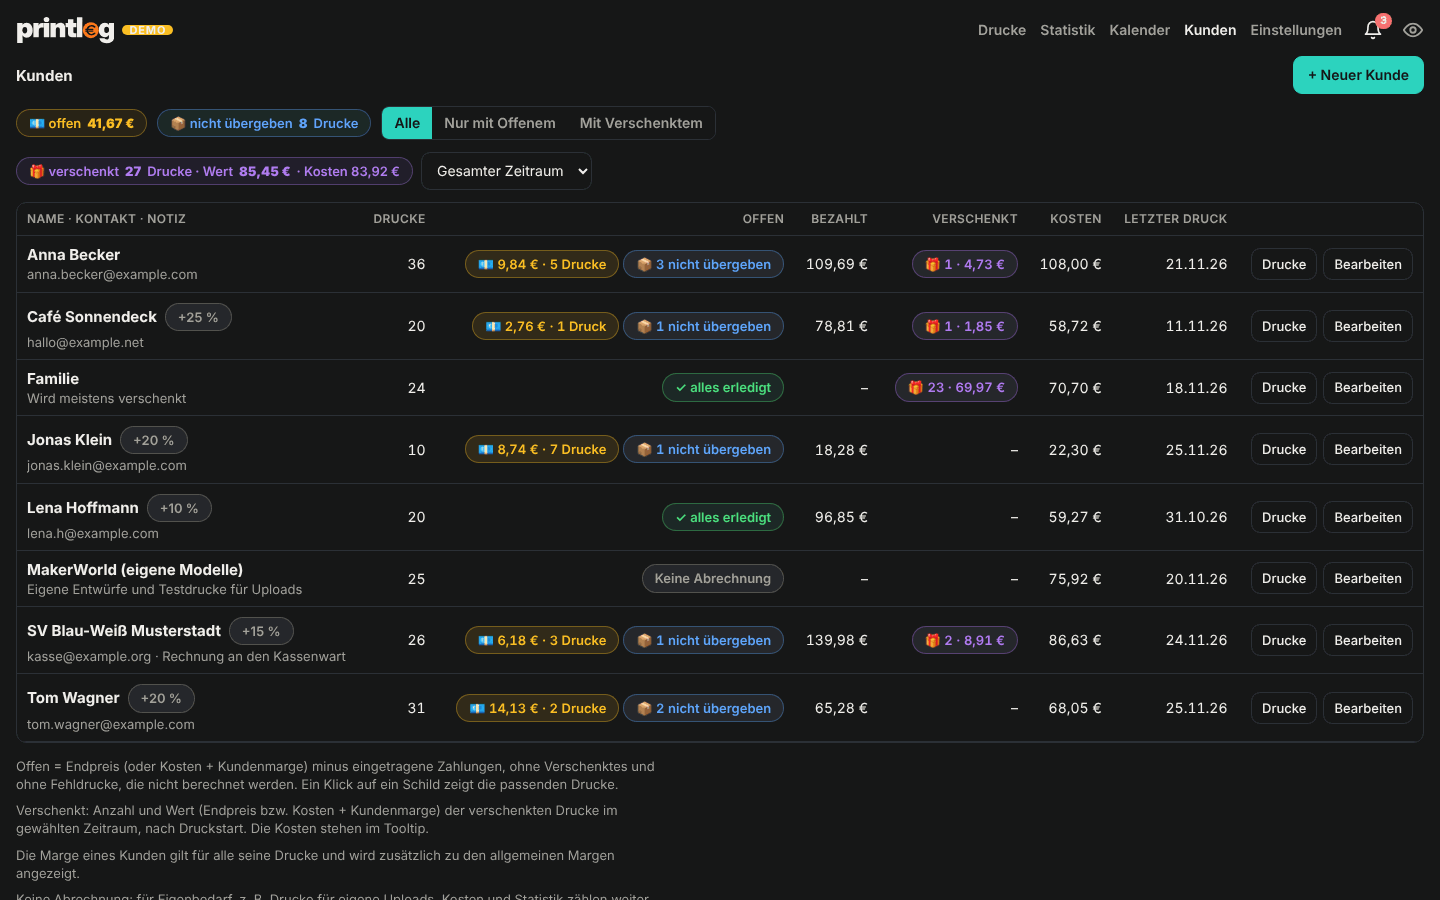 printlog DEMO
Drucke Statistik Kalender Kunden Einstellungen 3
Kunden
+ Neuer Kunde
offen 41,67 € nicht übergeben 8 Drucke Alle Nur mit Offenem Mit Verschenktem
verschenkt 27 Drucke · Wert 85,45 € · Kosten 83,92 € Gesamter Zeitraum
NAME · KONTAKT · NOTIZ DRUCKE OFFEN BEZAHLT VERSCHENKT KOSTEN LETZTER DRUCK
Anna Becker
anna.becker@example.com
36 9,84 € · 5 Drucke 3 nicht übergeben 109,69 € 1 · 4,73 € 108,00 € 21.11.26 Drucke Bearbeiten
Café Sonnendeck +25 %
hallo@example.net
20 2,76 € · 1 Druck 1 nicht übergeben 78,81 € 1 · 1,85 € 58,72 € 11.11.26 Drucke Bearbeiten
Familie
Wird meistens verschenkt
24 ✓ alles erledigt – 23 · 69,97 € 70,70 € 18.11.26 Drucke Bearbeiten
Jonas Klein +20 %
jonas.klein@example.com
10 8,74 € · 7 Drucke 1 nicht übergeben 18,28 € – 22,30 € 25.11.26 Drucke Bearbeiten
Lena Hoffmann +10 %
lena.h@example.com
20 ✓ alles erledigt 96,85 € – 59,27 € 31.10.26 Drucke Bearbeiten
MakerWorld (eigene Modelle)
Eigene Entwürfe und Testdrucke für Uploads
25 Keine Abrechnung – – 75,92 € 20.11.26 Drucke Bearbeiten
SV Blau-Weiß Musterstadt +15 %
kasse@example.org · Rechnung an den Kassenwart
26 6,18 € · 3 Drucke 1 nicht übergeben 139,98 € 2 · 8,91 € 86,63 € 24.11.26 Drucke Bearbeiten
Tom Wagner +20 %
tom.wagner@example.com
31 14,13 € · 2 Drucke 2 nicht übergeben 65,28 € – 68,05 € 25.11.26 Drucke Bearbeiten
Offen = Endpreis (oder Kosten + Kundenmarge) minus eingetragene Zahlungen, ohne Verschenktes und
ohne Fehldrucke, die nicht berechnet werden. Ein Klick auf ein Schild zeigt die passenden Drucke.
Verschenkt: Anzahl und Wert (Endpreis bzw. Kosten + Kundenmarge) der verschenkten Drucke im
gewählten Zeitraum, nach Druckstart. Die Kosten stehen im Tooltip.
Die Marge eines Kunden gilt für alle seine Drucke und wird zusätzlich zu den allgemeinen Margen
angezeigt.
Keine Abrechnung: für Eigenbedarf, z. B. Drucke für eigene Uploads. Kosten und Statistik zählen weiter,